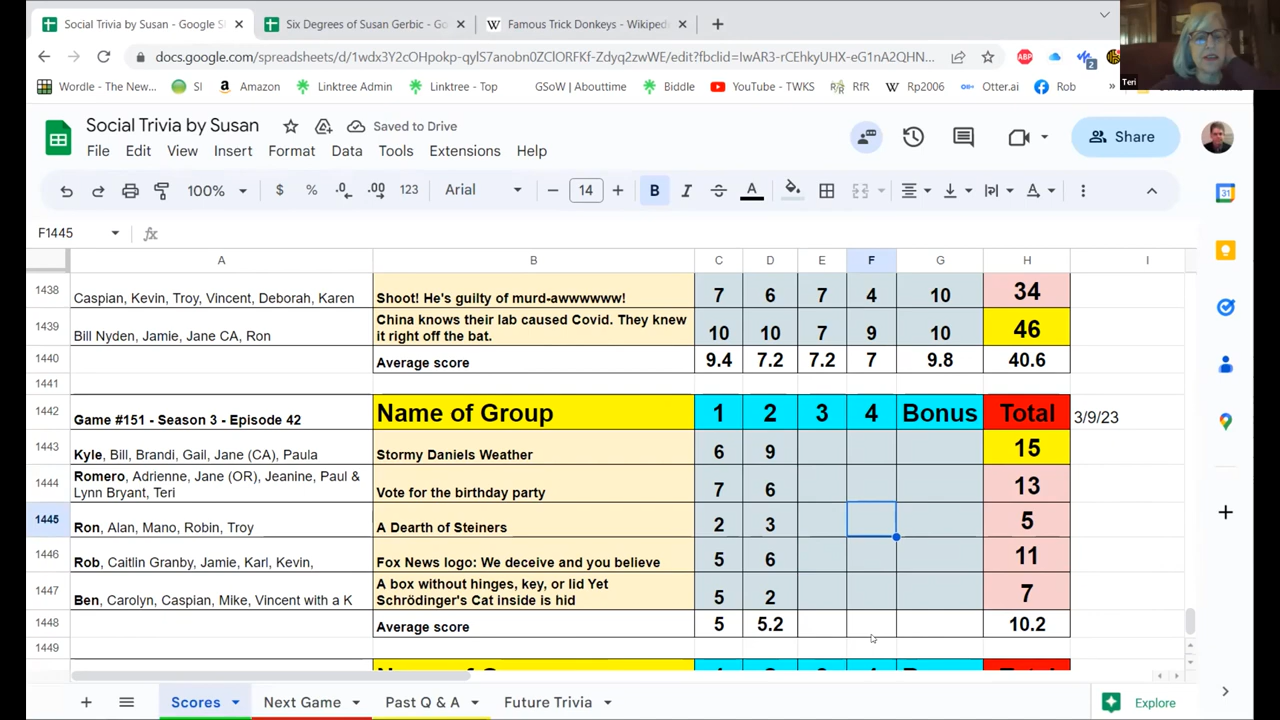 Social Trivia by Susan - Google S
Six Degrees of Susan Gerbic - Go
Famous Trick Donkeys - Wikiped
docs.google.com/spreadsheets/d/1wdx3Y2cQHpokp-qylS7anobn0ZClORFKf-Zdyq2zwWE/edit?fbclid=IwAR3-rCEhkyUHX-eG1nA2QHN...
ABP
2
Teri
Wordle - The New...
SI
Amazon
Linktree Admin
Linktree - Top
GSoW | Abouttime
Biddle
YouTube - TWKS
RfR
Rp2006
Otter.ai
Rob
Social Trivia by Susan
Saved to Drive
File Edit View Insert Format Data Tools Extensions Help
Share
100% $ % .0 .00 123 Arial 14 B I S A
31
F1445 fx
A B C D E F G H I
1438 Caspian, Kevin, Troy, Vincent, Deborah, Karen Shoot! He's guilty of murd-awwwwww! 7 6 7 4 10 34
1439 Bill Nyden, Jamie, Jane CA, Ron China knows their lab caused Covid. They knew
it right off the bat. 10 10 7 9 10 46
1440 Average score 9.4 7.2 7.2 7 9.8 40.6
1441
1442 Game #151 - Season 3 - Episode 42 Name of Group 1 2 3 4 Bonus Total 3/9/23
1443 Kyle, Bill, Brandi, Gail, Jane (CA), Paula Stormy Daniels Weather 6 9 15
1444 Romero, Adrienne, Jane (OR), Jeanine, Paul &
Lynn Bryant, Teri Vote for the birthday party 7 6 13
1445 Ron, Alan, Mano, Robin, Troy A Dearth of Steiners 2 3 5
1446 Rob, Caitlin Granby, Jamie, Karl, Kevin, Fox News logo: We deceive and you believe 5 6 11
1447 Ben, Carolyn, Caspian, Mike, Vincent with a K A box without hinges, key, or lid Yet
Schrödinger's Cat inside is hid 5 2 7
1448 Average score 5 5.2 10.2
1449
Scores
Next Game
Past Q & A
Future Trivia
Explore